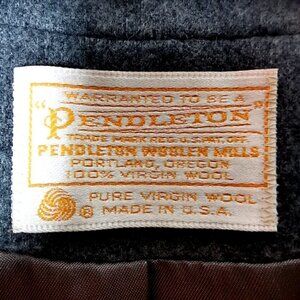 WARRANTED TO BE A
"PENDLETON"
TRADE MARK REG. U.S. PAT. OFF.
PENDLETON WOOLEN MILLS
PORTLAND, OREGON
100% VIRGIN WOOL
PURE VIRGIN WOOL
® MADE IN U.S.A.